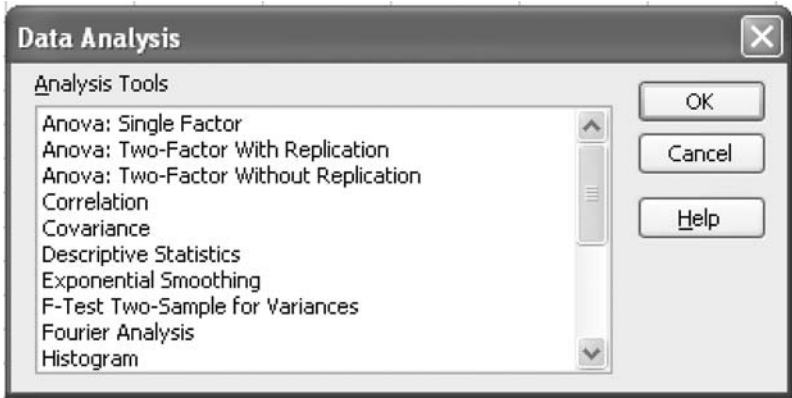 Data Analysis
Analysis Tools
Anova: Single Factor
Anova: Two-Factor With Replication
Anova: Two-Factor Without Replication
Correlation
Covariance
Descriptive Statistics
Exponential Smoothing
F-Test Two-Sample for Variances
Fourier Analysis
Histogram
OK
Cancel
Help